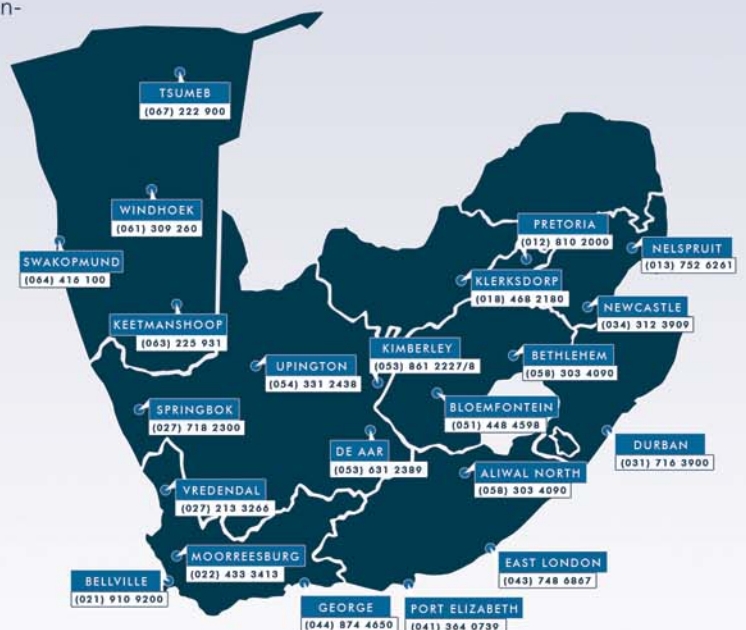 n-
TSUMEB
(067) 222 900
WINDHOEK
(061) 309 260
SWAKOPMUND
(064) 416 100
PRETORIA
(012) 810 2000
NELSPRUIT
(013) 752 6261
KLERKSDORP
(018) 468 2180
KEETMANSHOOP
(063) 225 931
NEWCASTLE
(034) 312 3909
KIMBERLEY
(053) 861 2227/8
UPINGTON
(054) 331 2438
BETHLEHEM
(058) 303 4090
SPRINGBOK
(027) 718 2300
BLOEMFONTEIN
(051) 448 4598
DE AAR
(053) 631 2389
DURBAN
(031) 716 3900
ALIWAL NORTH
(058) 303 4090
VREDENDAL
(027) 213 3266
MOORREESBURG
(022) 433 3413
EAST LONDON
(043) 748 6867
BELLVILLE
(021) 910 9200
GEORGE
(044) 874 4650
PORT ELIZABETH
(041) 364 0739